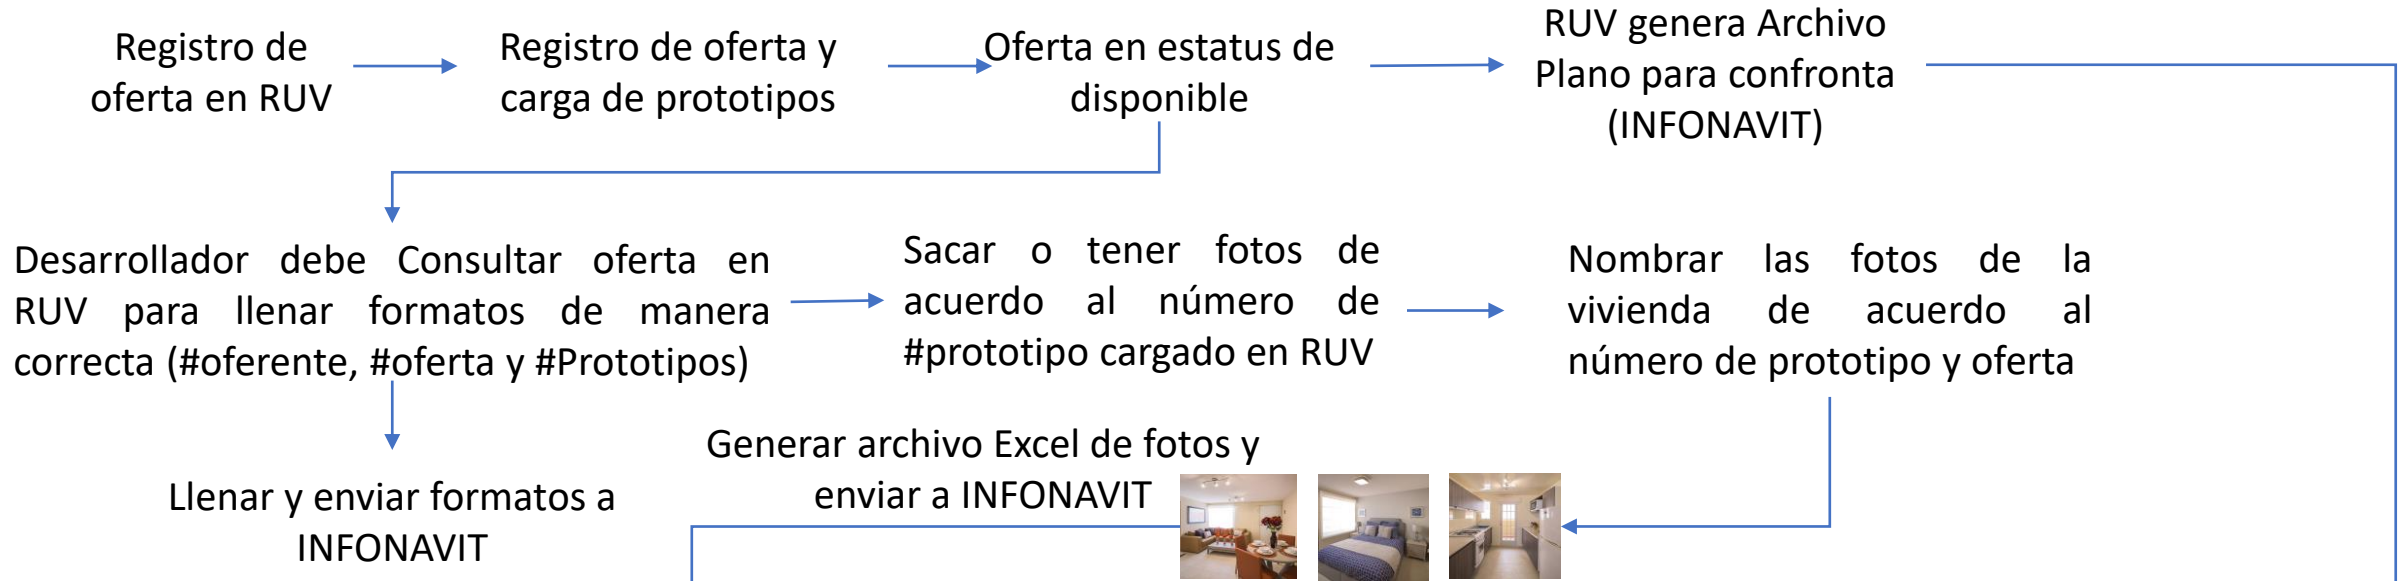 Registro de
oferta en RUV
Registro de oferta y
carga de prototipos
Oferta en estatus de
disponible
RUV genera Archivo
Plano para confronta
(INFONAVIT)
Desarrollador debe Consultar oferta en
RUV para llenar formatos de manera
correcta (#oferente, #oferta y #Prototipos)
Sacar o tener fotos de
acuerdo al número de
#prototipo cargado en RUV
Nombrar las fotos de la
vivienda de acuerdo al
número de prototipo y oferta
Llenar y enviar formatos a
INFONAVIT
Generar archivo Excel de fotos y
enviar a INFONAVIT